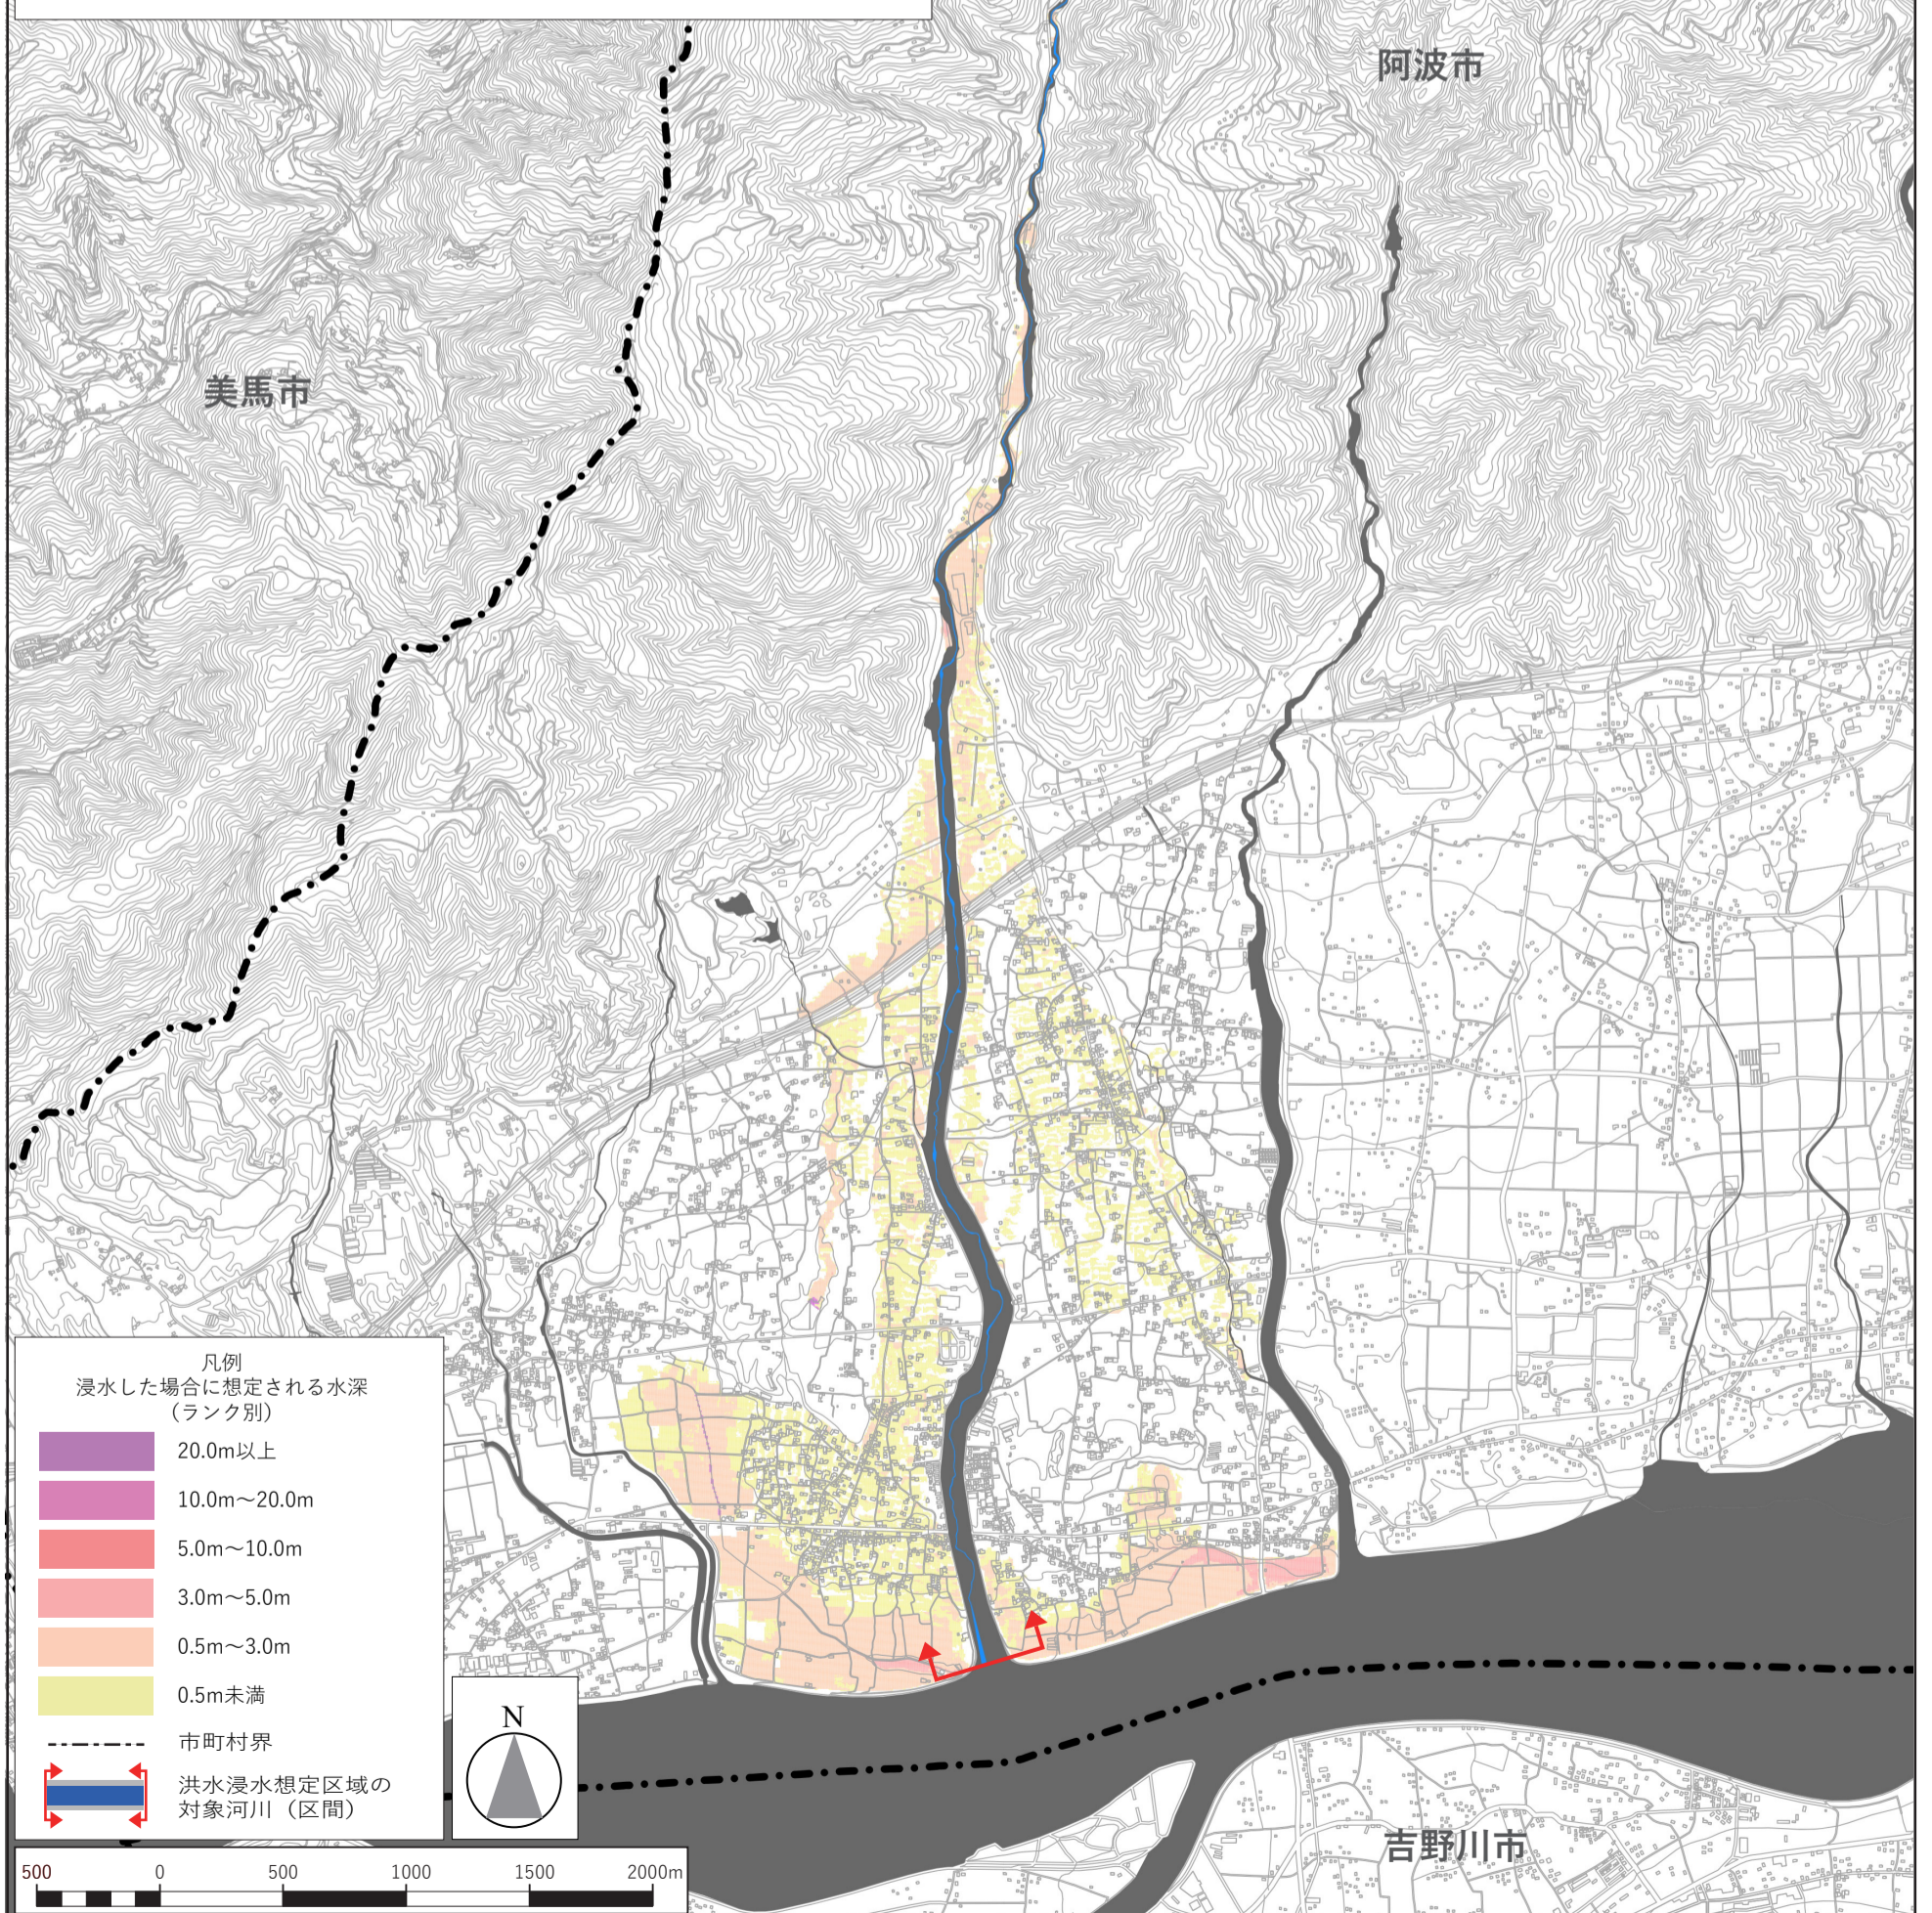 阿波市
美馬市
凡例
浸水した場合に想定される水深
（ランク別）
20.0m以上
10.0m～20.0m
5.0m～10.0m
3.0m～5.0m
0.5m～3.0m
0.5m未満
市町村界
洪水浸水想定区域の
対象河川（区間）
N
吉野川市
500 0 500 1000 1500 2000m